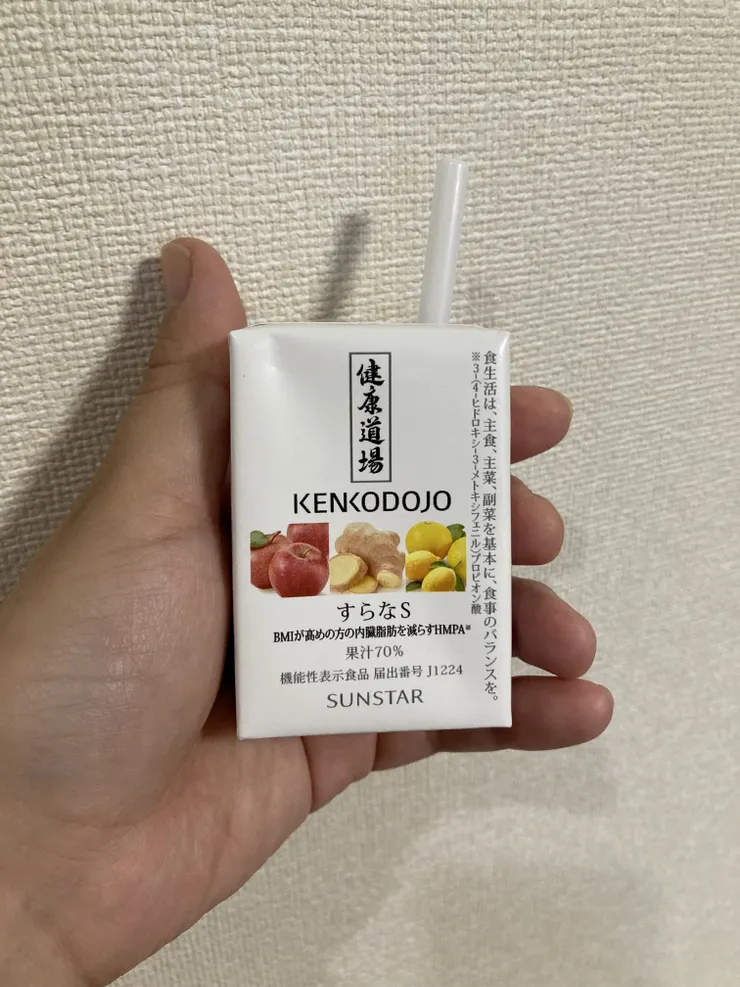 健康道場
KENKODOJO
すらなS
BMIが高めの方の内臓脂肪を減らすHMPA※
果汁70%
機能性表示食品 届出番号 J1224
SUNSTAR
食生活は、主食、主菜、副菜を基本に、食事のバランスを。
※3-(4-ヒドロキシ-3-メトキシフェニル)プロピオン酸